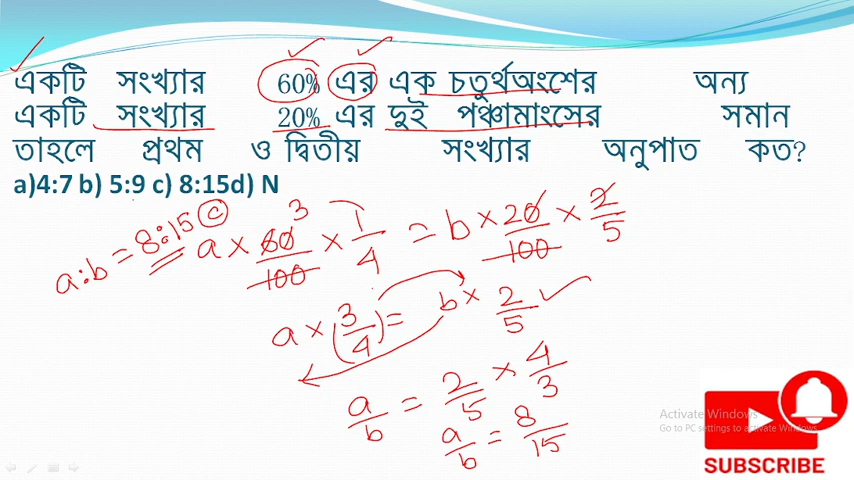 একটি সংখ্যার 60% এর এক চতুর্থঅংশের অন্য
একটি সংখ্যার 20% এর দুই পঞ্চামাংসের সমান
তাহলে প্রথম ও দ্বিতীয় সংখ্যার অনুপাত কত?
a)4:7 b) 5:9 c) 8:15d) N
a:b = 8:15 c
a × 60/100 3 × 1/4 = b × 20/100 × 2/5
a × (3/4) = b × 2/5
a/b = 2/5 × 4/3
a/b = 8/15
Activate Windows
Go to PC settings to activate Windows.
SUBSCRIBE